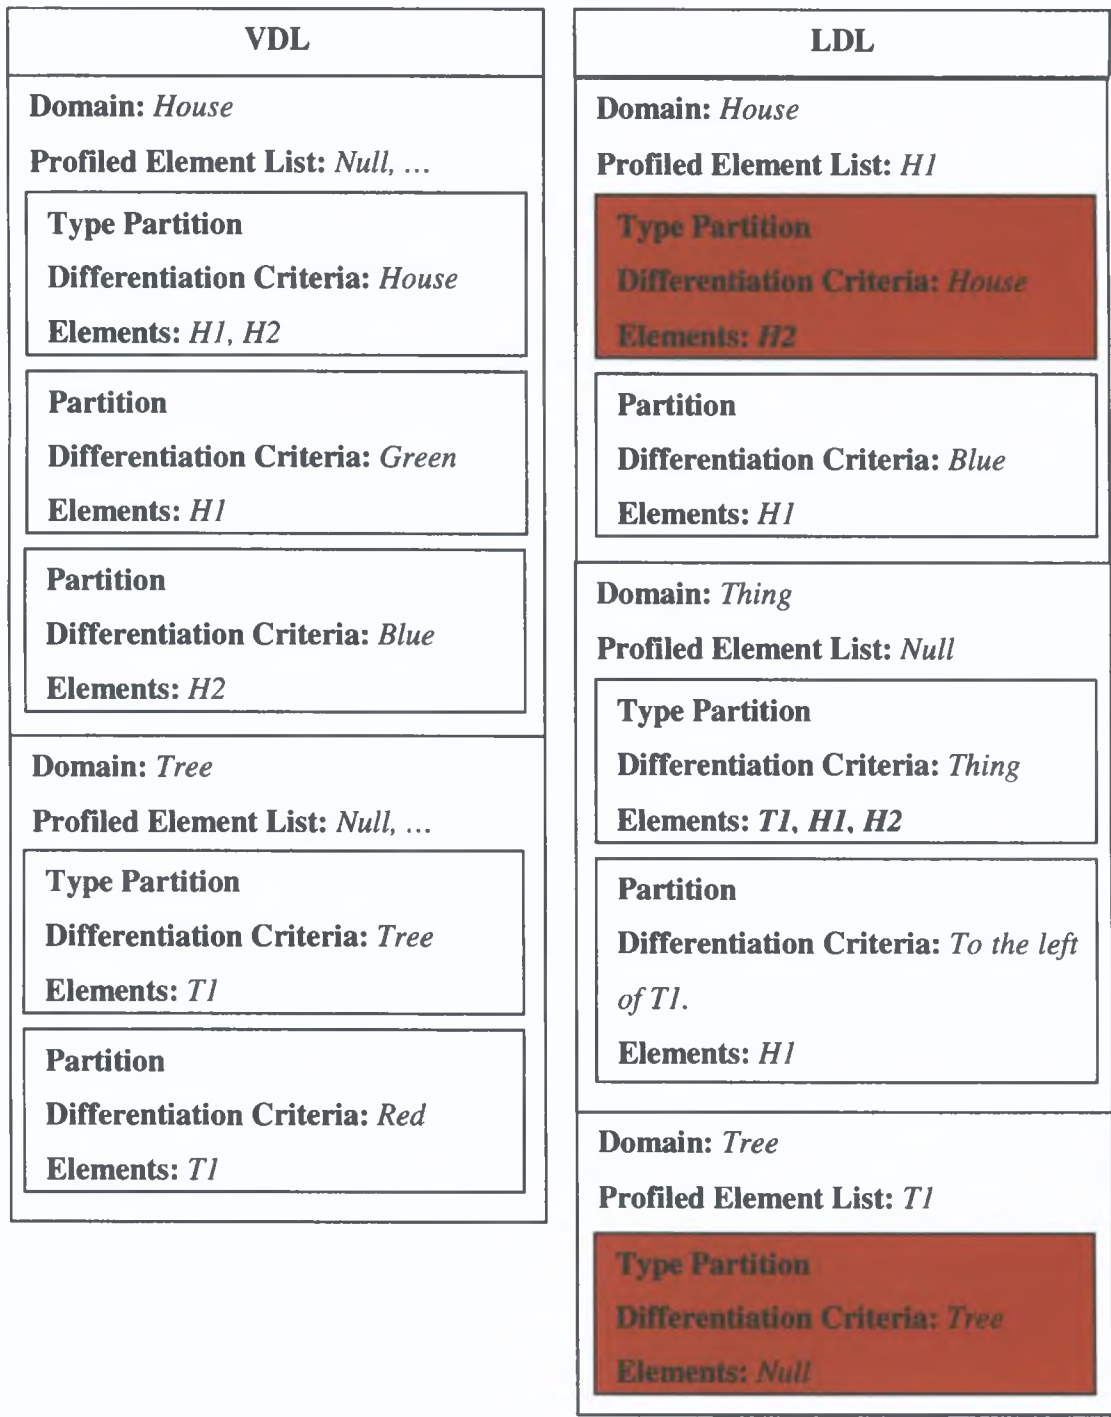 VDL
Domain: House
Profiled Element List: Null, ...
Type Partition
Differentiation Criteria: House
Elements: H1, H2
Partition
Differentiation Criteria: Green
Elements: H1
Partition
Differentiation Criteria: Blue
Elements: H2
Domain: Tree
Profiled Element List: Null, ...
Type Partition
Differentiation Criteria: Tree
Elements: T1
Partition
Differentiation Criteria: Red
Elements: T1
LDL
Domain: House
Profiled Element List: H1
Type Partition
Differentiation Criteria: House
Elements: H2
Partition
Differentiation Criteria: Blue
Elements: H1
Domain: Thing
Profiled Element List: Null
Type Partition
Differentiation Criteria: Thing
Elements: T1, H1, H2
Partition
Differentiation Criteria: To the left
of T1.
Elements: H1
Domain: Tree
Profiled Element List: T1
Type Partition
Differentiation Criteria: Tree
Elements: Null